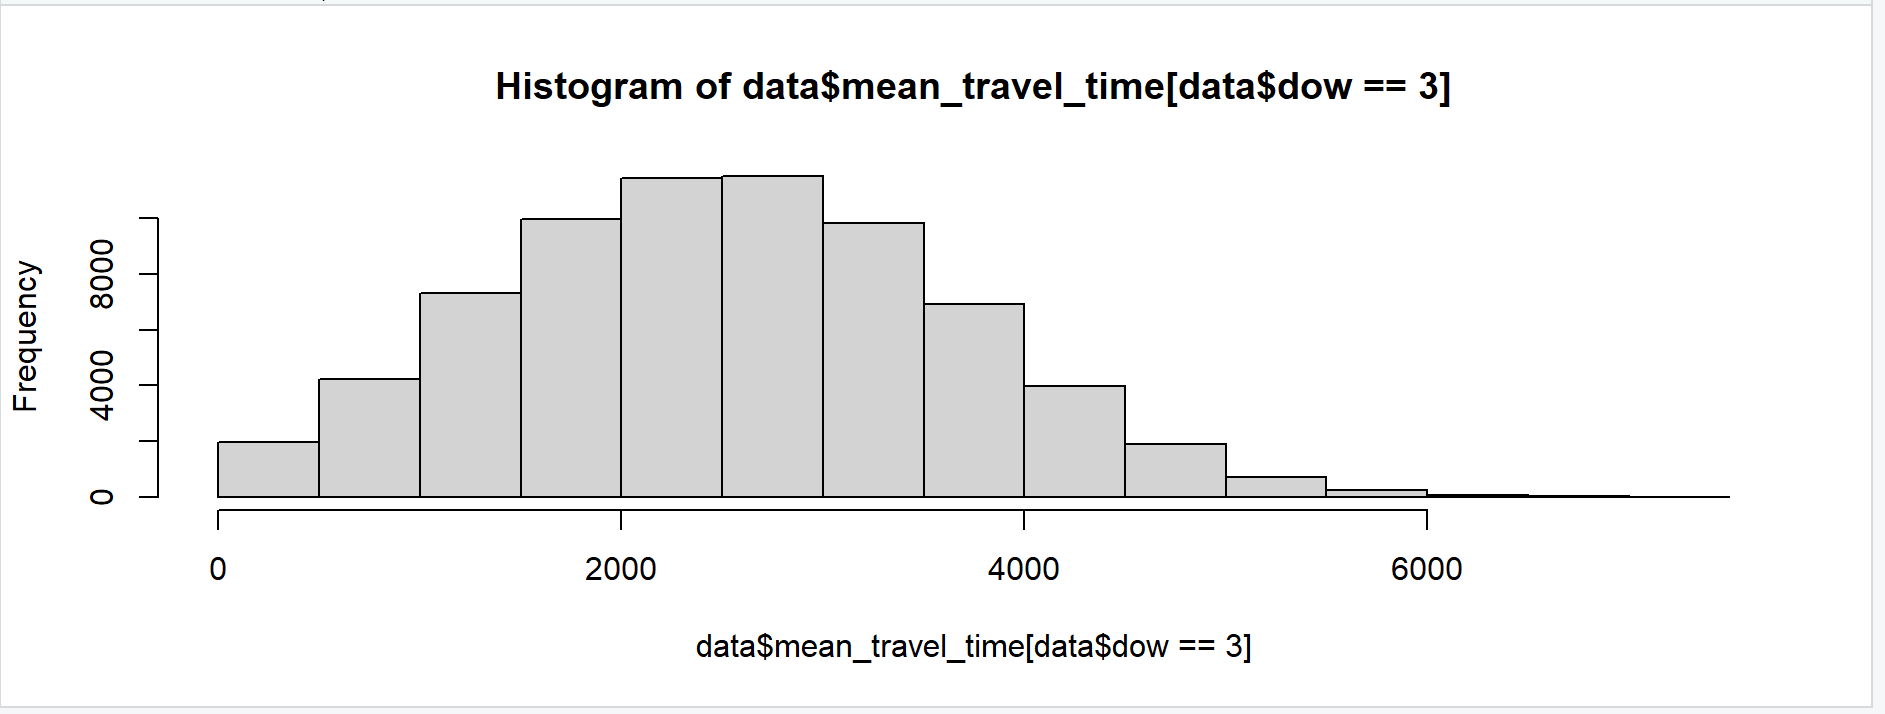 Histogram of data$mean_travel_time[data$dow == 3]
Frequency
8000
4000
0
0 2000 4000 6000
data$mean_travel_time[data$dow == 3]